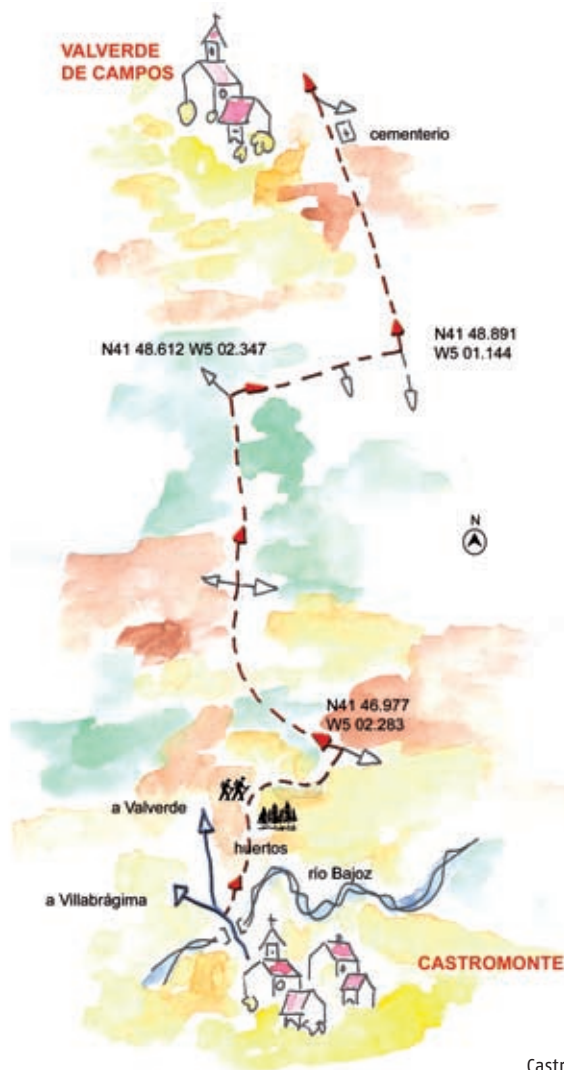 VALVERDE
DE CAMPOS
cementerio
N41 48.891
W5 01.144
N41 48.612 W5 02.347
N
N41 46.977
W5 02.283
a Valverde
huertos
río Bajoz
a Villabrágima
CASTROMONTE
Castr